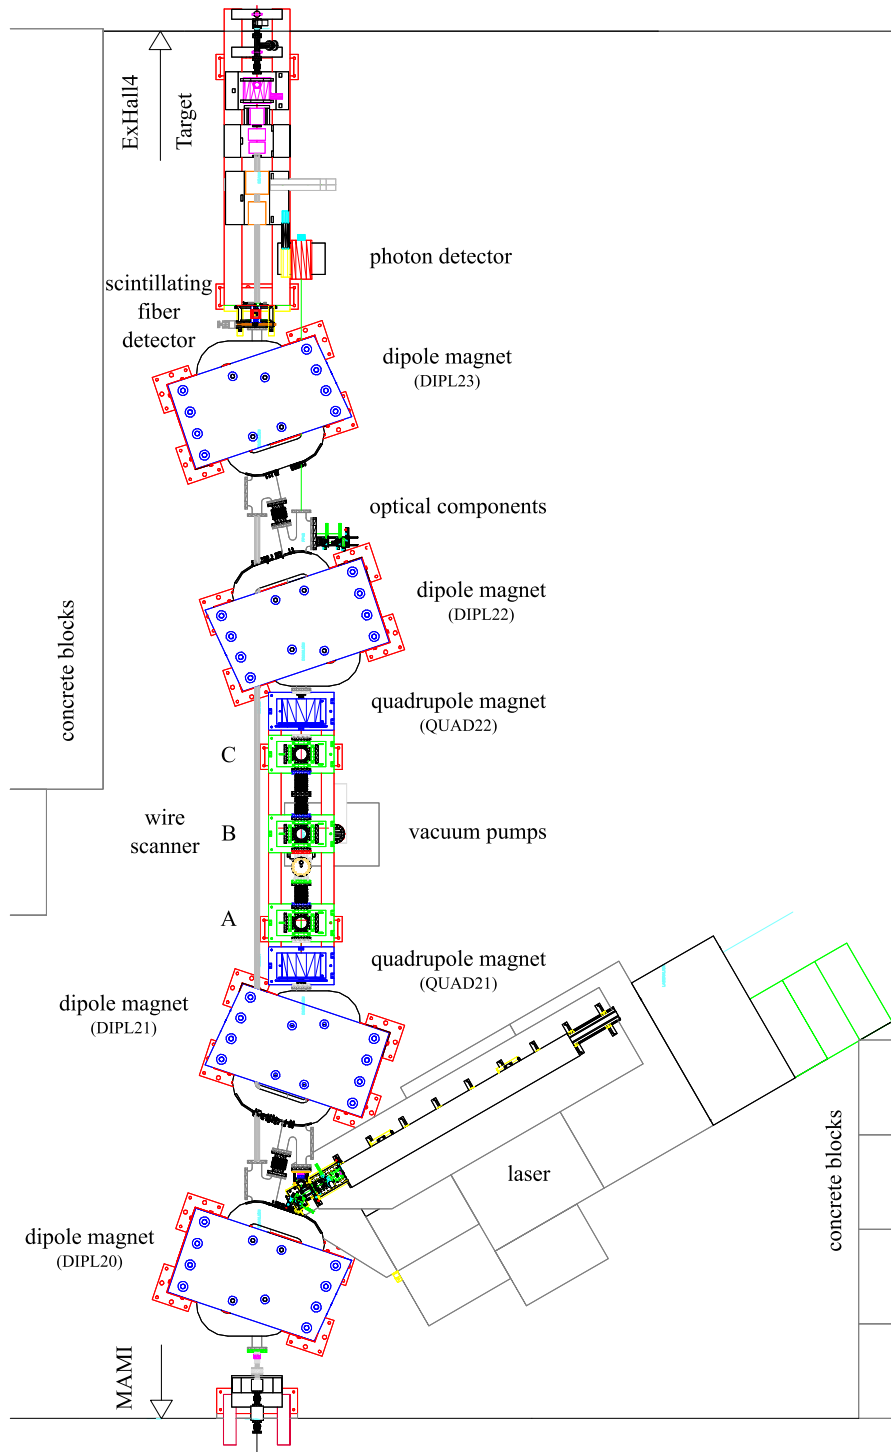 ExHall4
Target
photon detector
scintillating
fiber
detector
dipole magnet
(DIPL23)
optical components
dipole magnet
(DIPL22)
concrete blocks
quadrupole magnet
(QUAD22)
C
wire
scanner
B
vacuum pumps
A
quadrupole magnet
(QUAD21)
dipole magnet
(DIPL21)
laser
concrete blocks
dipole magnet
(DIPL20)
MAMI